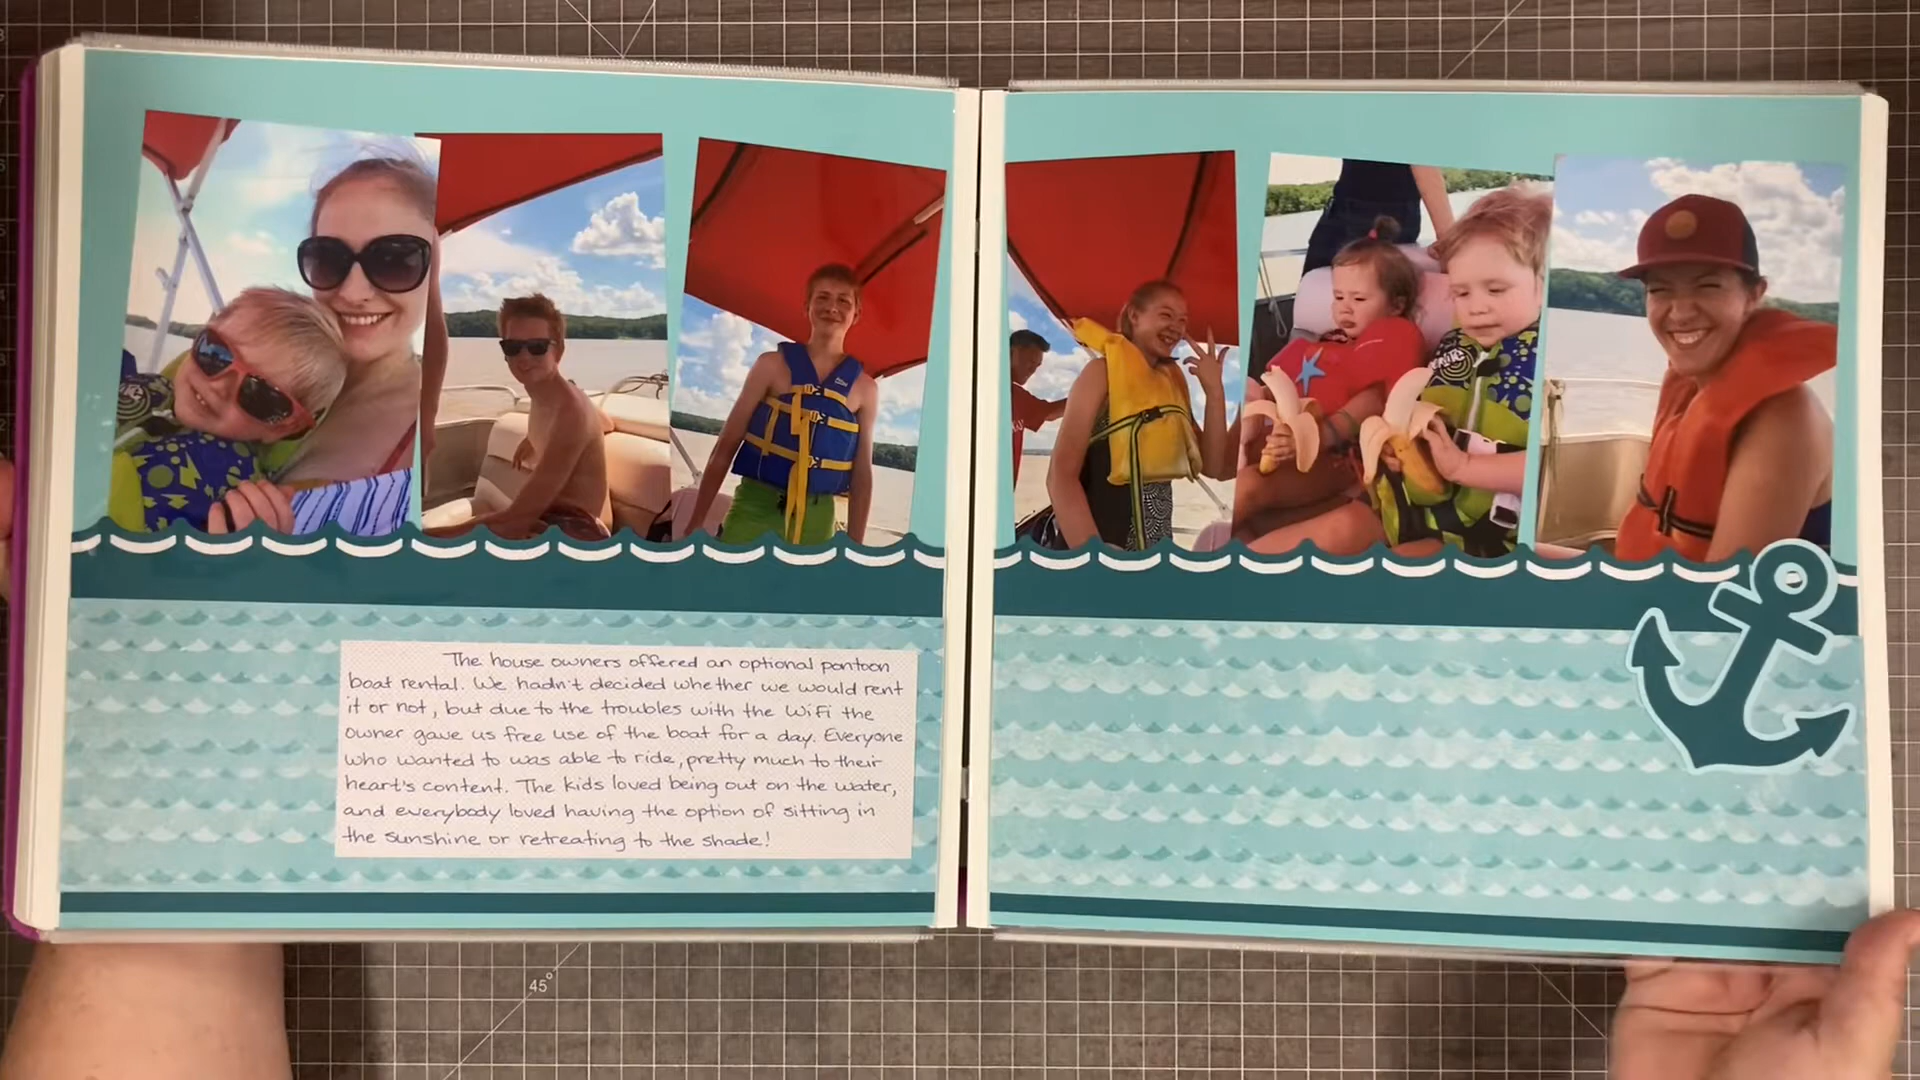 The house owners offered an optional pontoon
boat rental. We hadn't decided whether we would rent
it or not, but due to the troubles with the WiFi the
owner gave us free use of the boat for a day. Everyone
who wanted to was able to ride, pretty much to their
heart's content. The kids loved being out on the water,
and everybody loved having the option of sitting in
the sunshine or retreating to the shade!
45°